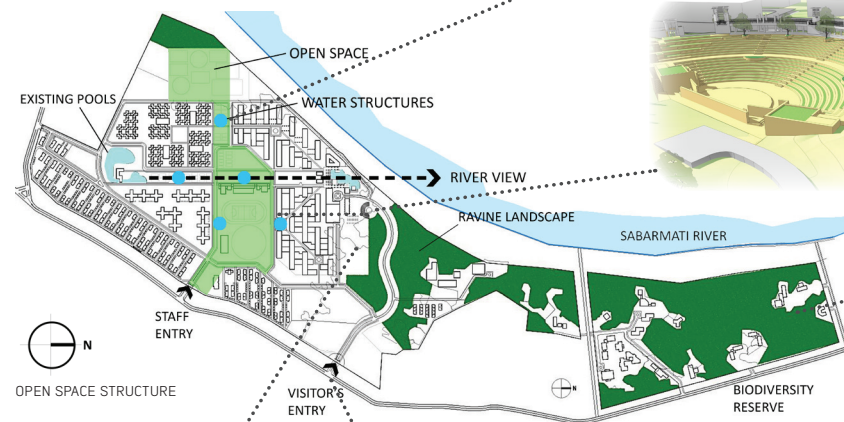 OPEN SPACE
EXISTING POOLS
WATER STRUCTURES
RIVER VIEW
RAVINE LANDSCAPE
SABARMATI RIVER
STAFF
ENTRY
N
OPEN SPACE STRUCTURE
VISITOR'S
ENTRY
N
BIODIVERSITY
RESERVE